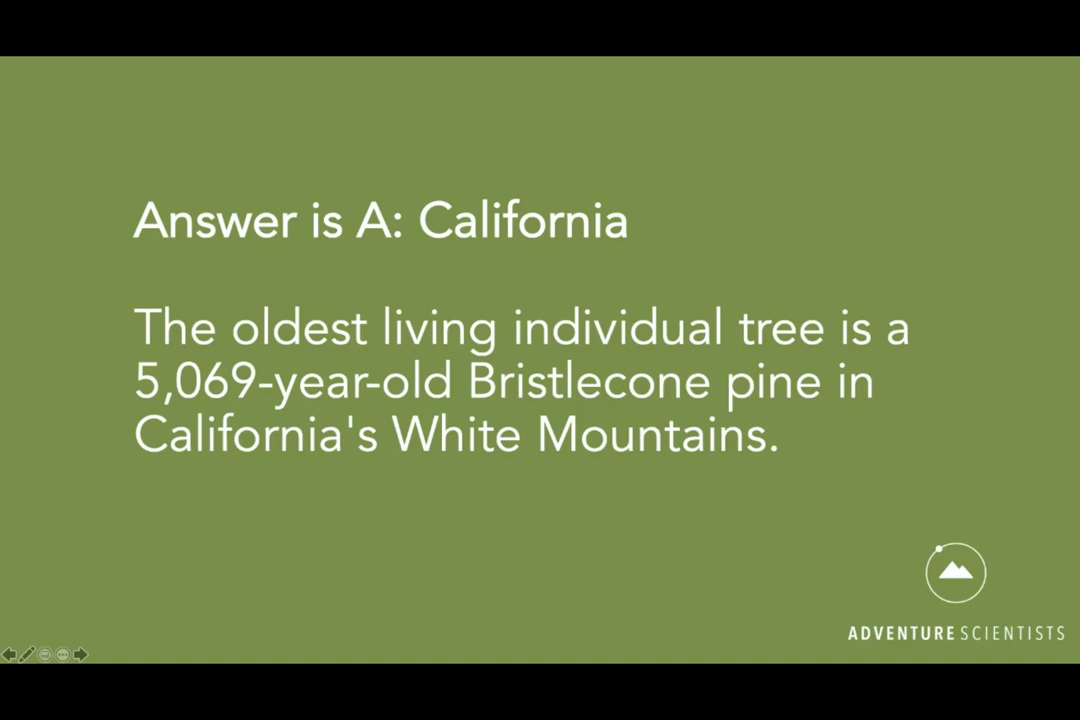 Answer is A: California
The oldest living individual tree is a
5,069-year-old Bristlecone pine in
California's White Mountains.
ADVENTURE SCIENTISTS